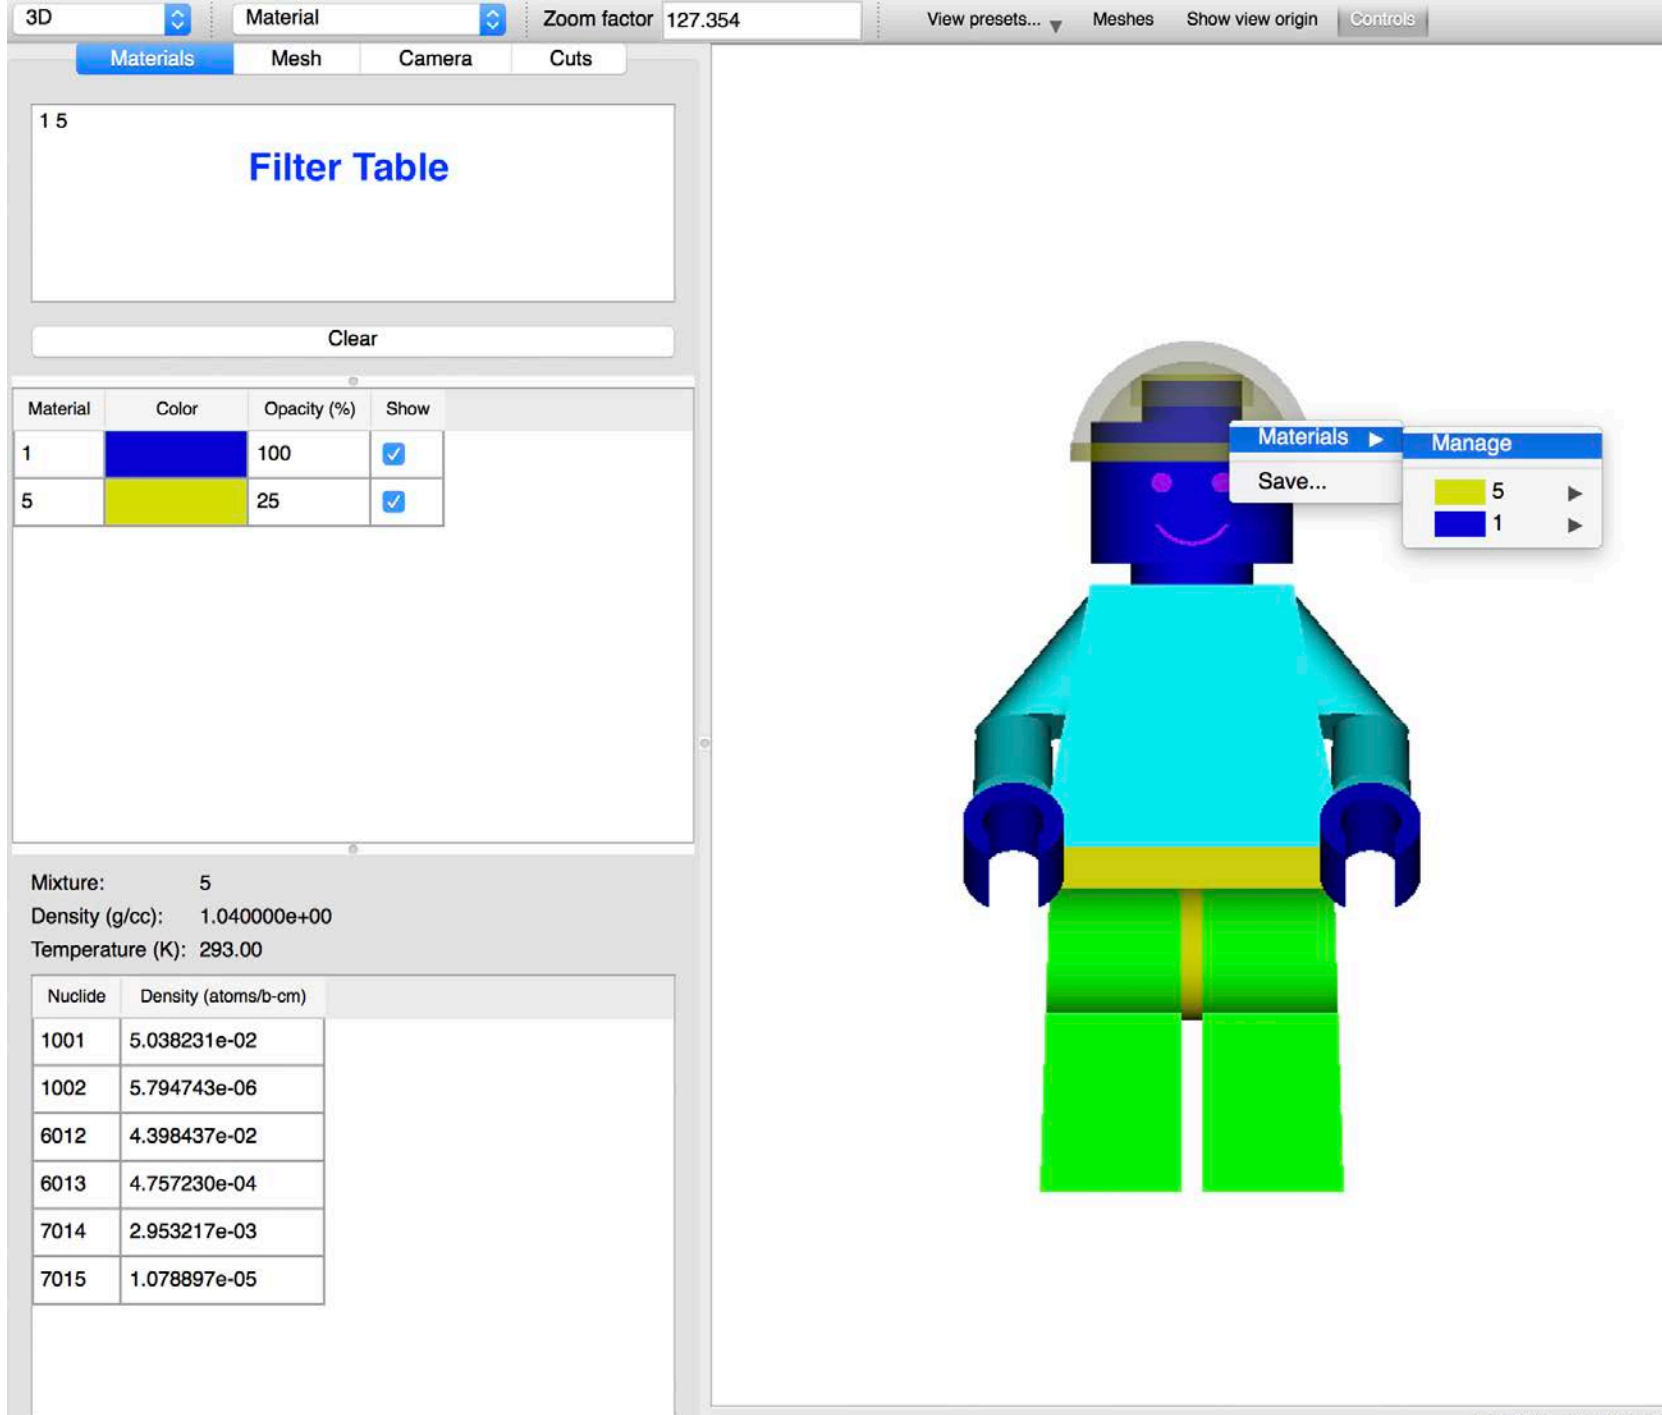 3D Material Zoom factor 127.354 View presets... Meshes Show view origin Controls
Materials Mesh Camera Cuts
1 5
Filter Table
Clear
Material Color Opacity (%) Show
1 100
5 25
Mixture: 5
Density (g/cc): 1.040000e+00
Temperature (K): 293.00
Nuclide Density (atoms/b-cm)
1001 5.038231e-02
1002 5.794743e-06
6012 4.398437e-02
6013 4.757230e-04
7014 2.953217e-03
7015 1.078897e-05
Materials
Save...
Manage
5
1